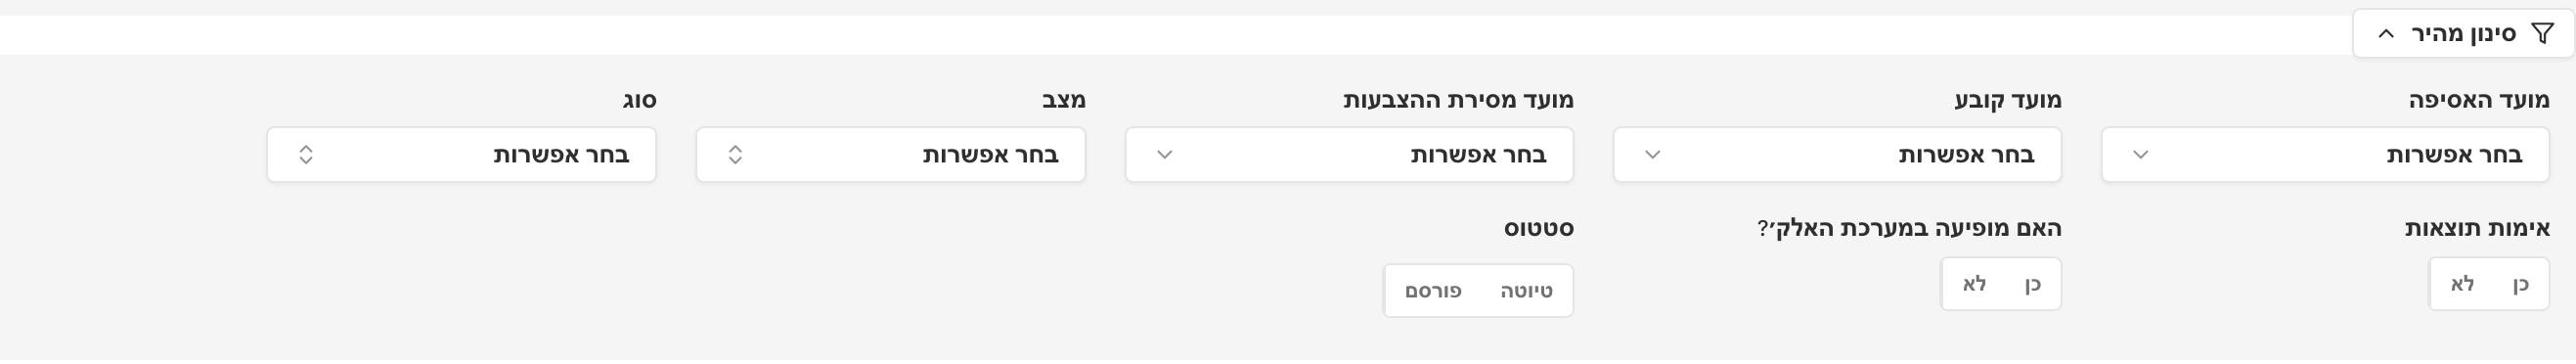 סינון מהיר
מועד האסיפה
מועד קובע
מועד מסירת ההצבעות
מצב
סוג
בחר אפשרות
בחר אפשרות
בחר אפשרות
בחר אפשרות
בחר אפשרות
אימות תוצאות
האם מופיעה במערכת האלק׳?
סטטוס
כן לא
כן לא
טיוטה פורסם